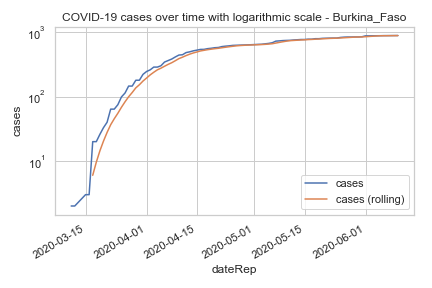 COVID-19 cases over time with logarithmic scale - Burkina_Faso
10³
10²
10¹
cases
cases
cases (rolling)
2020-03-15
2020-04-01
2020-04-15
2020-05-01
2020-05-15
2020-06-01
dateRep